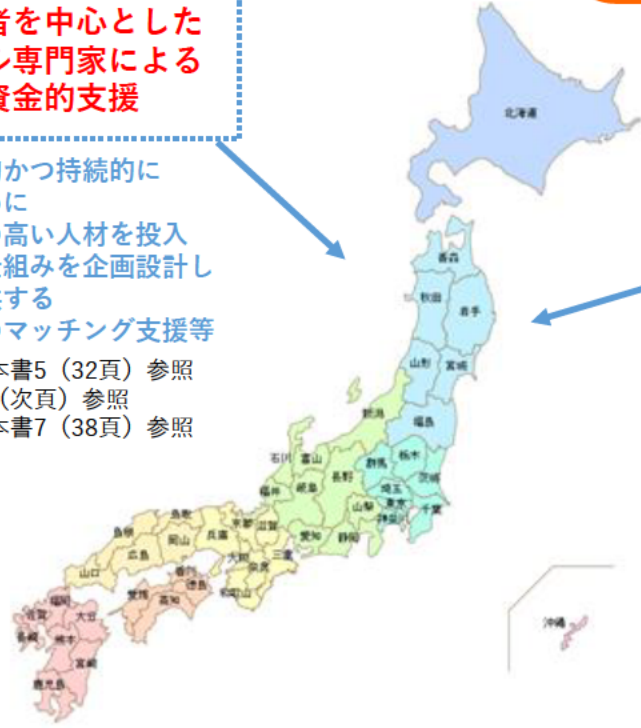 者を中心とした
ル専門家による
資金的支援
かつ持続的に
に
高い人材を投入
組みを企画設計し
する
マッチング支援等
本書5（32頁）参照
（次頁）参照
本書7（38頁）参照
北海道
青森
秋田
岩手
山形
宮城
福島
新潟
石川
富山
福井
岐阜
長野
群馬
栃木
茨城
埼玉
東京
千葉
神奈川
山梨
愛知
静岡
島根
鳥取
京都
滋賀
兵庫
岡山
広島
山口
大阪
奈良
三重
和歌山
香川
徳島
愛媛
高知
福岡
佐賀
大分
長崎
熊本
宮崎
鹿児島
沖縄